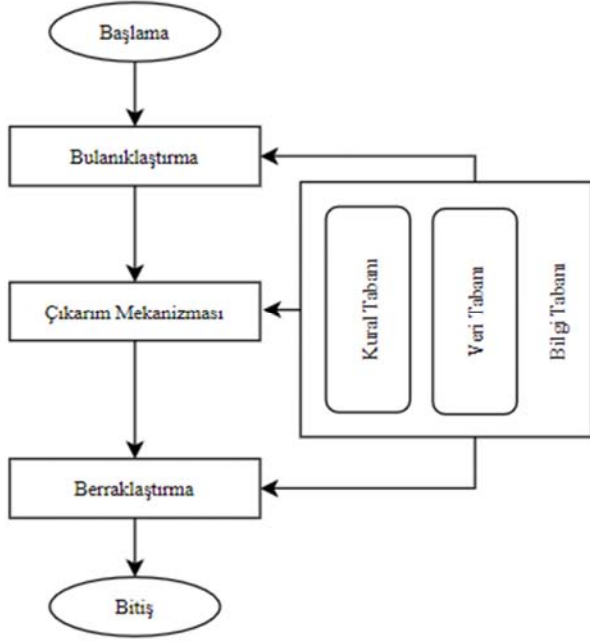 Başlama
Bulanıklaştırma
Çıkarım Mekanizması
Kural Tabanı
Veri Tabanı
Bilgi Tabanı
Berraklaştırma
Bitiş